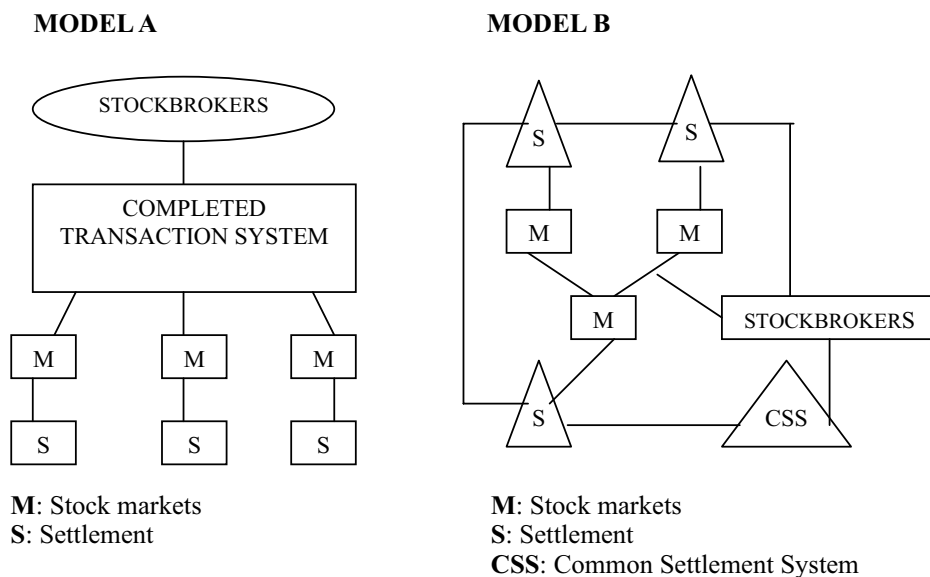 MODEL A
STOCKBROKERS
COMPLETED
TRANSACTION SYSTEM
M M M
S S S
M: Stock markets
S: Settlement
MODEL B
S S
M M
M STOCKBROKERS
S CSS
M: Stock markets
S: Settlement
CSS: Common Settlement System